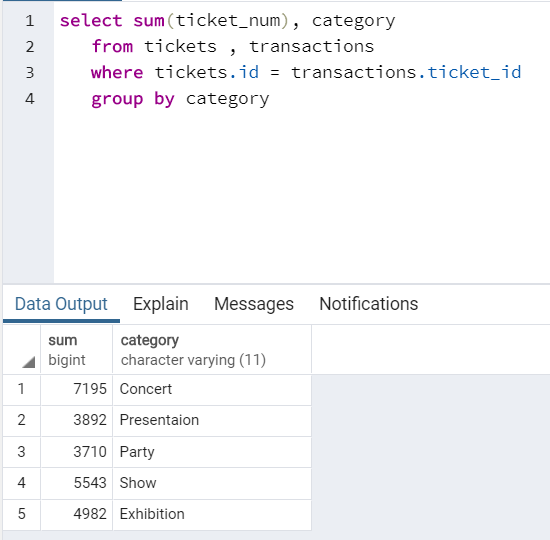 1 select sum(ticket_num), category
2 from tickets , transactions
3 where tickets.id = transactions.ticket_id
4 group by category
Data Output Explain Messages Notifications
sum category
bigint character varying (11)
1 7195 Concert
2 3892 Presentaion
3 3710 Party
4 5543 Show
5 4982 Exhibition